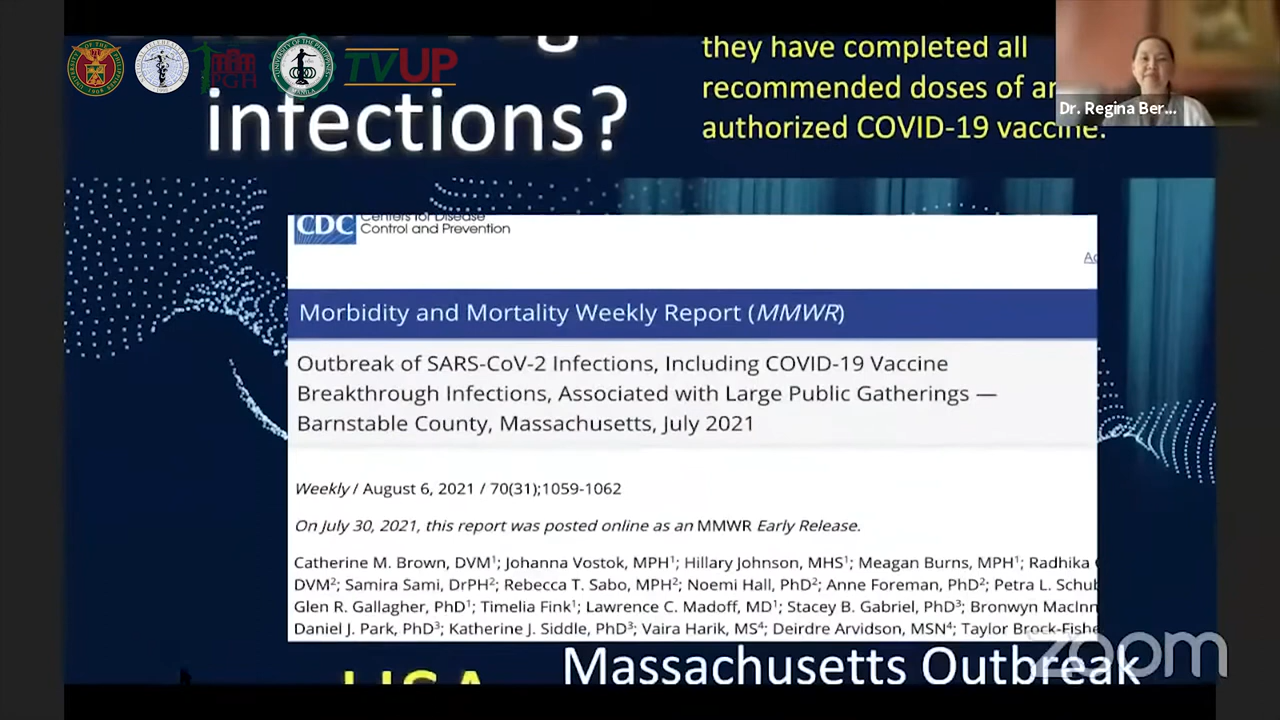 they have completed all
recommended doses of an
authorized COVID-19 vaccine.
infections?
TVUP
PGH
Dr. Regina Ber...
CDC Centers for Disease
Control and Prevention
Morbidity and Mortality Weekly Report (MMWR)
Outbreak of SARS-CoV-2 Infections, Including COVID-19 Vaccine
Breakthrough Infections, Associated with Large Public Gatherings —
Barnstable County, Massachusetts, July 2021
Weekly / August 6, 2021 / 70(31);1059-1062
On July 30, 2021, this report was posted online as an MMWR Early Release.
Catherine M. Brown, DVM¹; Johanna Vostok, MPH¹; Hillary Johnson, MHS¹; Meagan Burns, MPH¹; Radhika
DVM²; Samira Sami, DrPH²; Rebecca T. Sabo, MPH²; Noemi Hall, PhD²; Anne Foreman, PhD²; Petra L. Schub
Glen R. Gallagher, PhD¹; Timelia Fink¹; Lawrence C. Madoff, MD¹; Stacey B. Gabriel, PhD³; Bronwyn MacInn
Daniel J. Park, PhD³; Katherine J. Siddle, PhD³; Vaira Harik, MS⁴; Deirdre Arvidson, MSN⁴; Taylor Brock-Fishe
USA
Massachusetts Outbreak
zoom